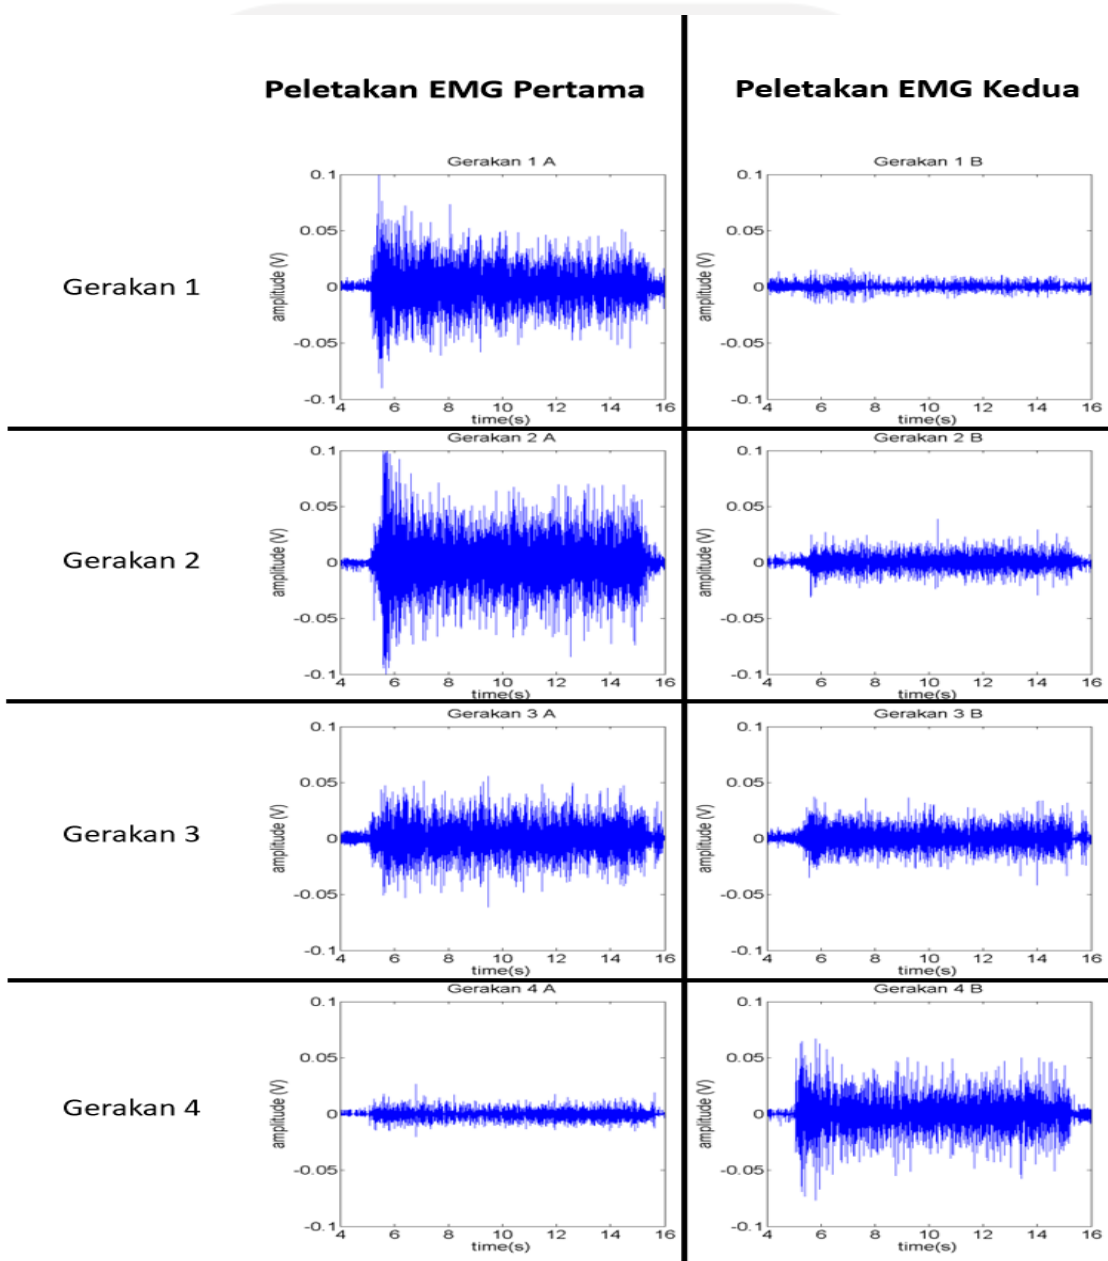 Peletakan EMG Pertama
Peletakan EMG Kedua
Gerakan 1
Gerakan 1 A
0.1
0.05
0
-0.05
-0.1
amplitude (V)
4 6 8 10 12 14 16
time(s)
Gerakan 1 B
0.1
0.05
0
-0.05
-0.1
amplitude (V)
4 6 8 10 12 14 16
time(s)
Gerakan 2
Gerakan 2 A
0.1
0.05
0
-0.05
-0.1
amplitude (V)
4 6 8 10 12 14 16
time(s)
Gerakan 2 B
0.1
0.05
0
-0.05
-0.1
amplitude (V)
4 6 8 10 12 14 16
time(s)
Gerakan 3
Gerakan 3 A
0.1
0.05
0
-0.05
-0.1
amplitude (V)
4 6 8 10 12 14 16
time(s)
Gerakan 3 B
0.1
0.05
0
-0.05
-0.1
amplitude (V)
4 6 8 10 12 14 16
time(s)
Gerakan 4
Gerakan 4 A
0.1
0.05
0
-0.05
-0.1
amplitude (V)
4 6 8 10 12 14 16
time(s)
Gerakan 4 B
0.1
0.05
0
-0.05
-0.1
amplitude (V)
4 6 8 10 12 14 16
time(s)